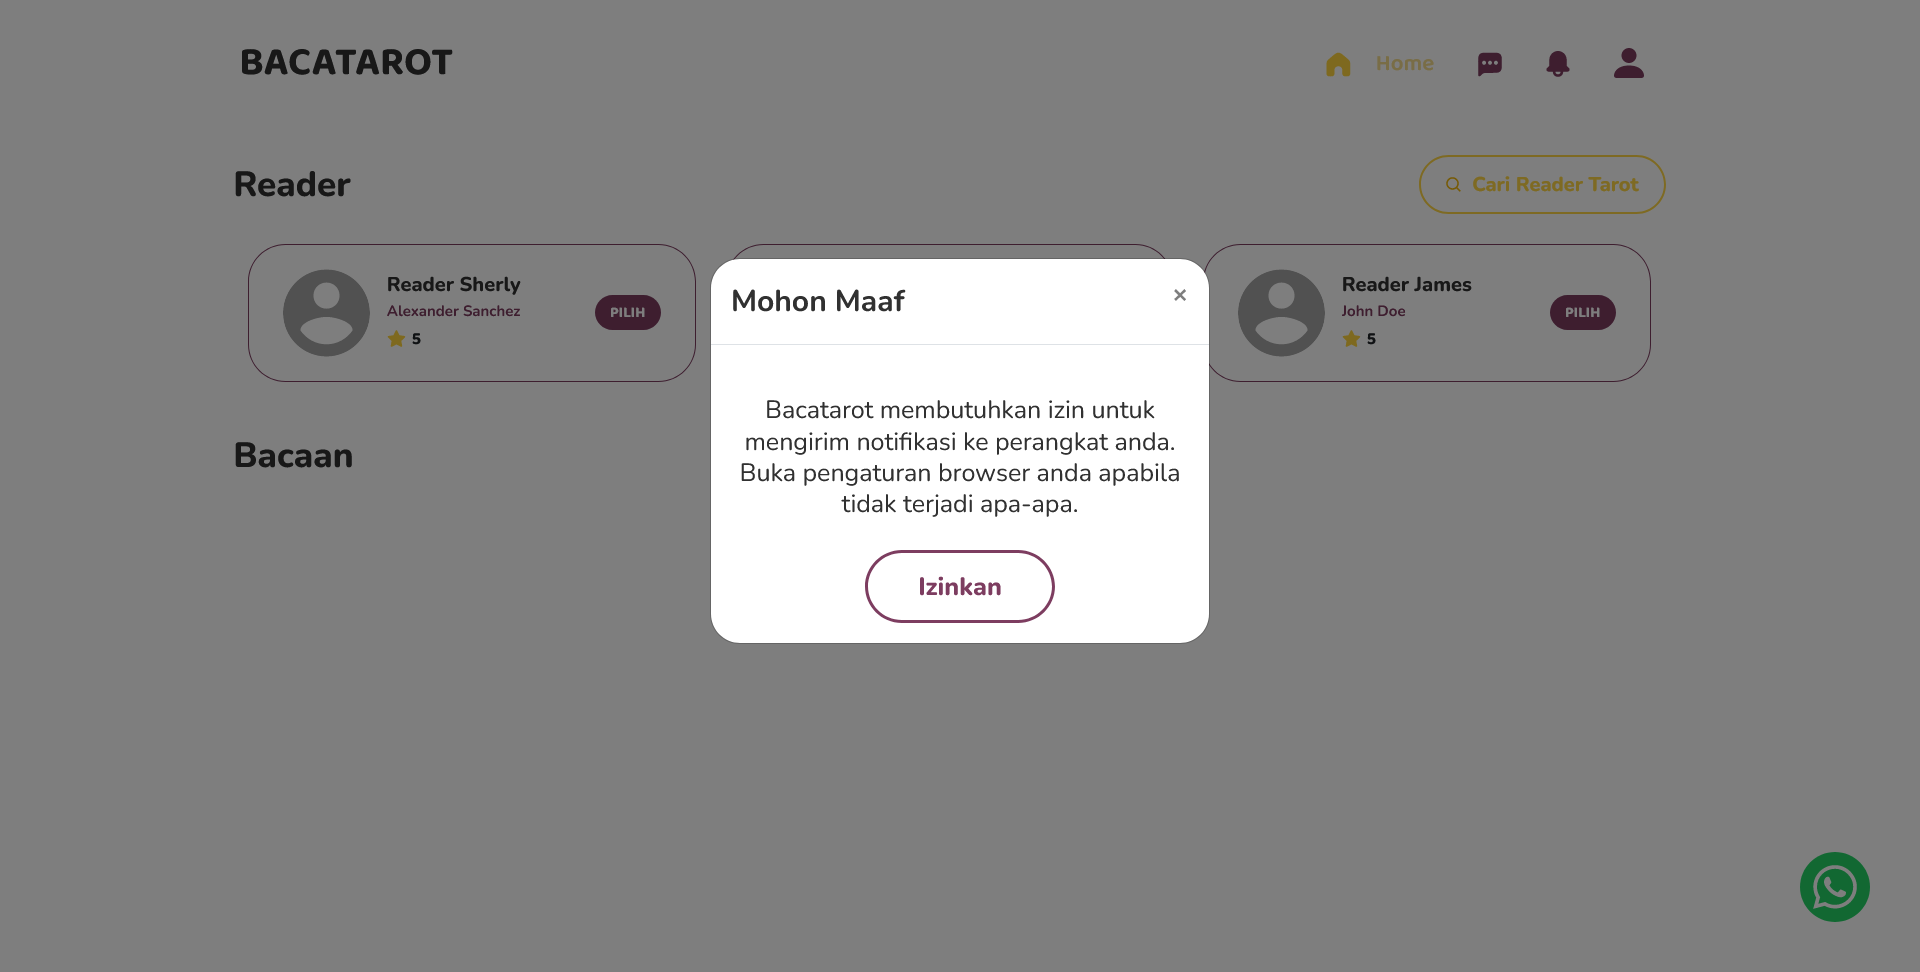 BACATAROT
Home
Reader
Cari Reader Tarot
Reader Sherly
Alexander Sanchez
5
PILIH
Reader James
John Doe
5
PILIH
Bacaan
Mohon Maaf
×
Bacatarot membutuhkan izin untuk
mengirim notifikasi ke perangkat anda.
Buka pengaturan browser anda apabila
tidak terjadi apa-apa.
Izinkan